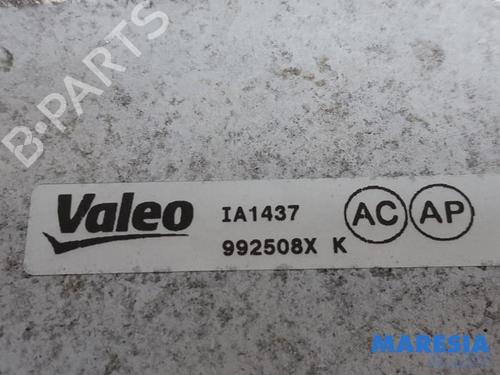 B-PARTS
Valeo
IA1437
992508X K
AC
AP
MARESIA